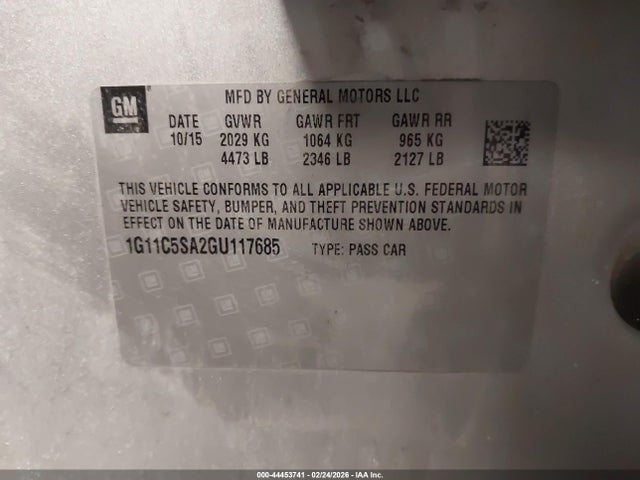 GM
MFD BY GENERAL MOTORS LLC
DATE GVWR GAWR FRT GAWR RR
10/15 2029 KG 1064 KG 965 KG
4473 LB 2346 LB 2127 LB
THIS VEHICLE CONFORMS TO ALL APPLICABLE U.S. FEDERAL MOTOR
VEHICLE SAFETY, BUMPER, AND THEFT PREVENTION STANDARDS IN
EFFECT ON THE DATE OF MANUFACTURE SHOWN ABOVE.
1G11C5SA2GU117685 TYPE: PASS CAR
000-44453741 - 02/24/2026 - IAA Inc.